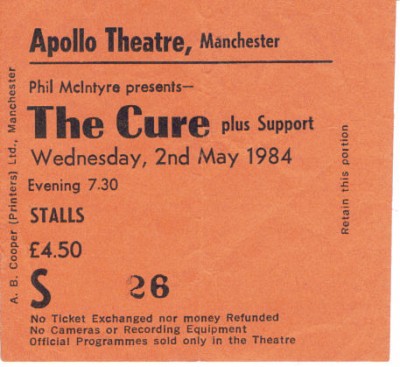 Apollo Theatre, Manchester
Phil McIntyre presents—
The Cure plus Support
Wednesday, 2nd May 1984
Evening 7.30
STALLS
£4.50
S 26
No Ticket Exchanged nor money Refunded
No Cameras or Recording Equipment
Official Programmes sold only in the Theatre
A. B. Cooper (Printers) Ltd., Manchester
Retain this portion